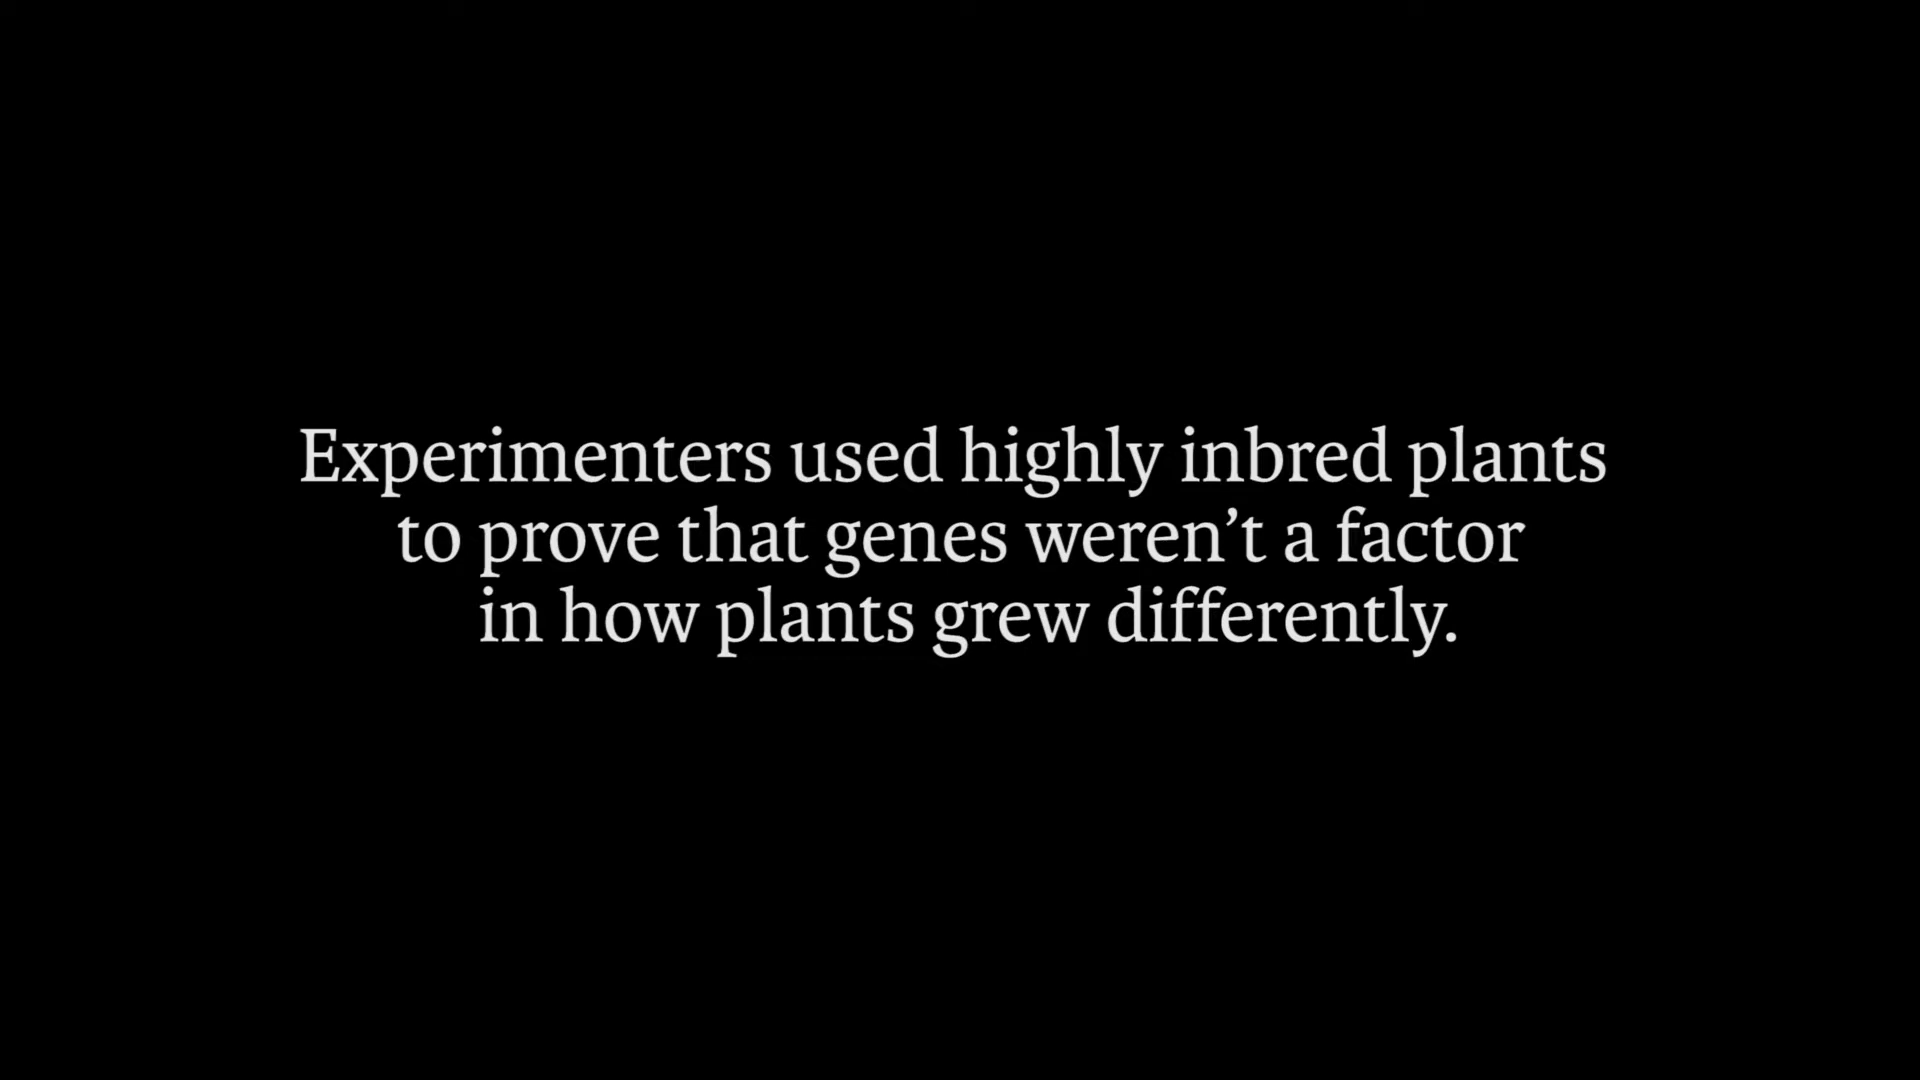 Experimenters used highly inbred plants
to prove that genes weren’t a factor
in how plants grew differently.